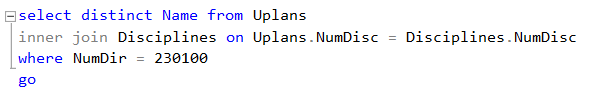 select distinct Name from Uplans
inner join Disciplines on Uplans.NumDisc = Disciplines.NumDisc
where NumDir = 230100
go